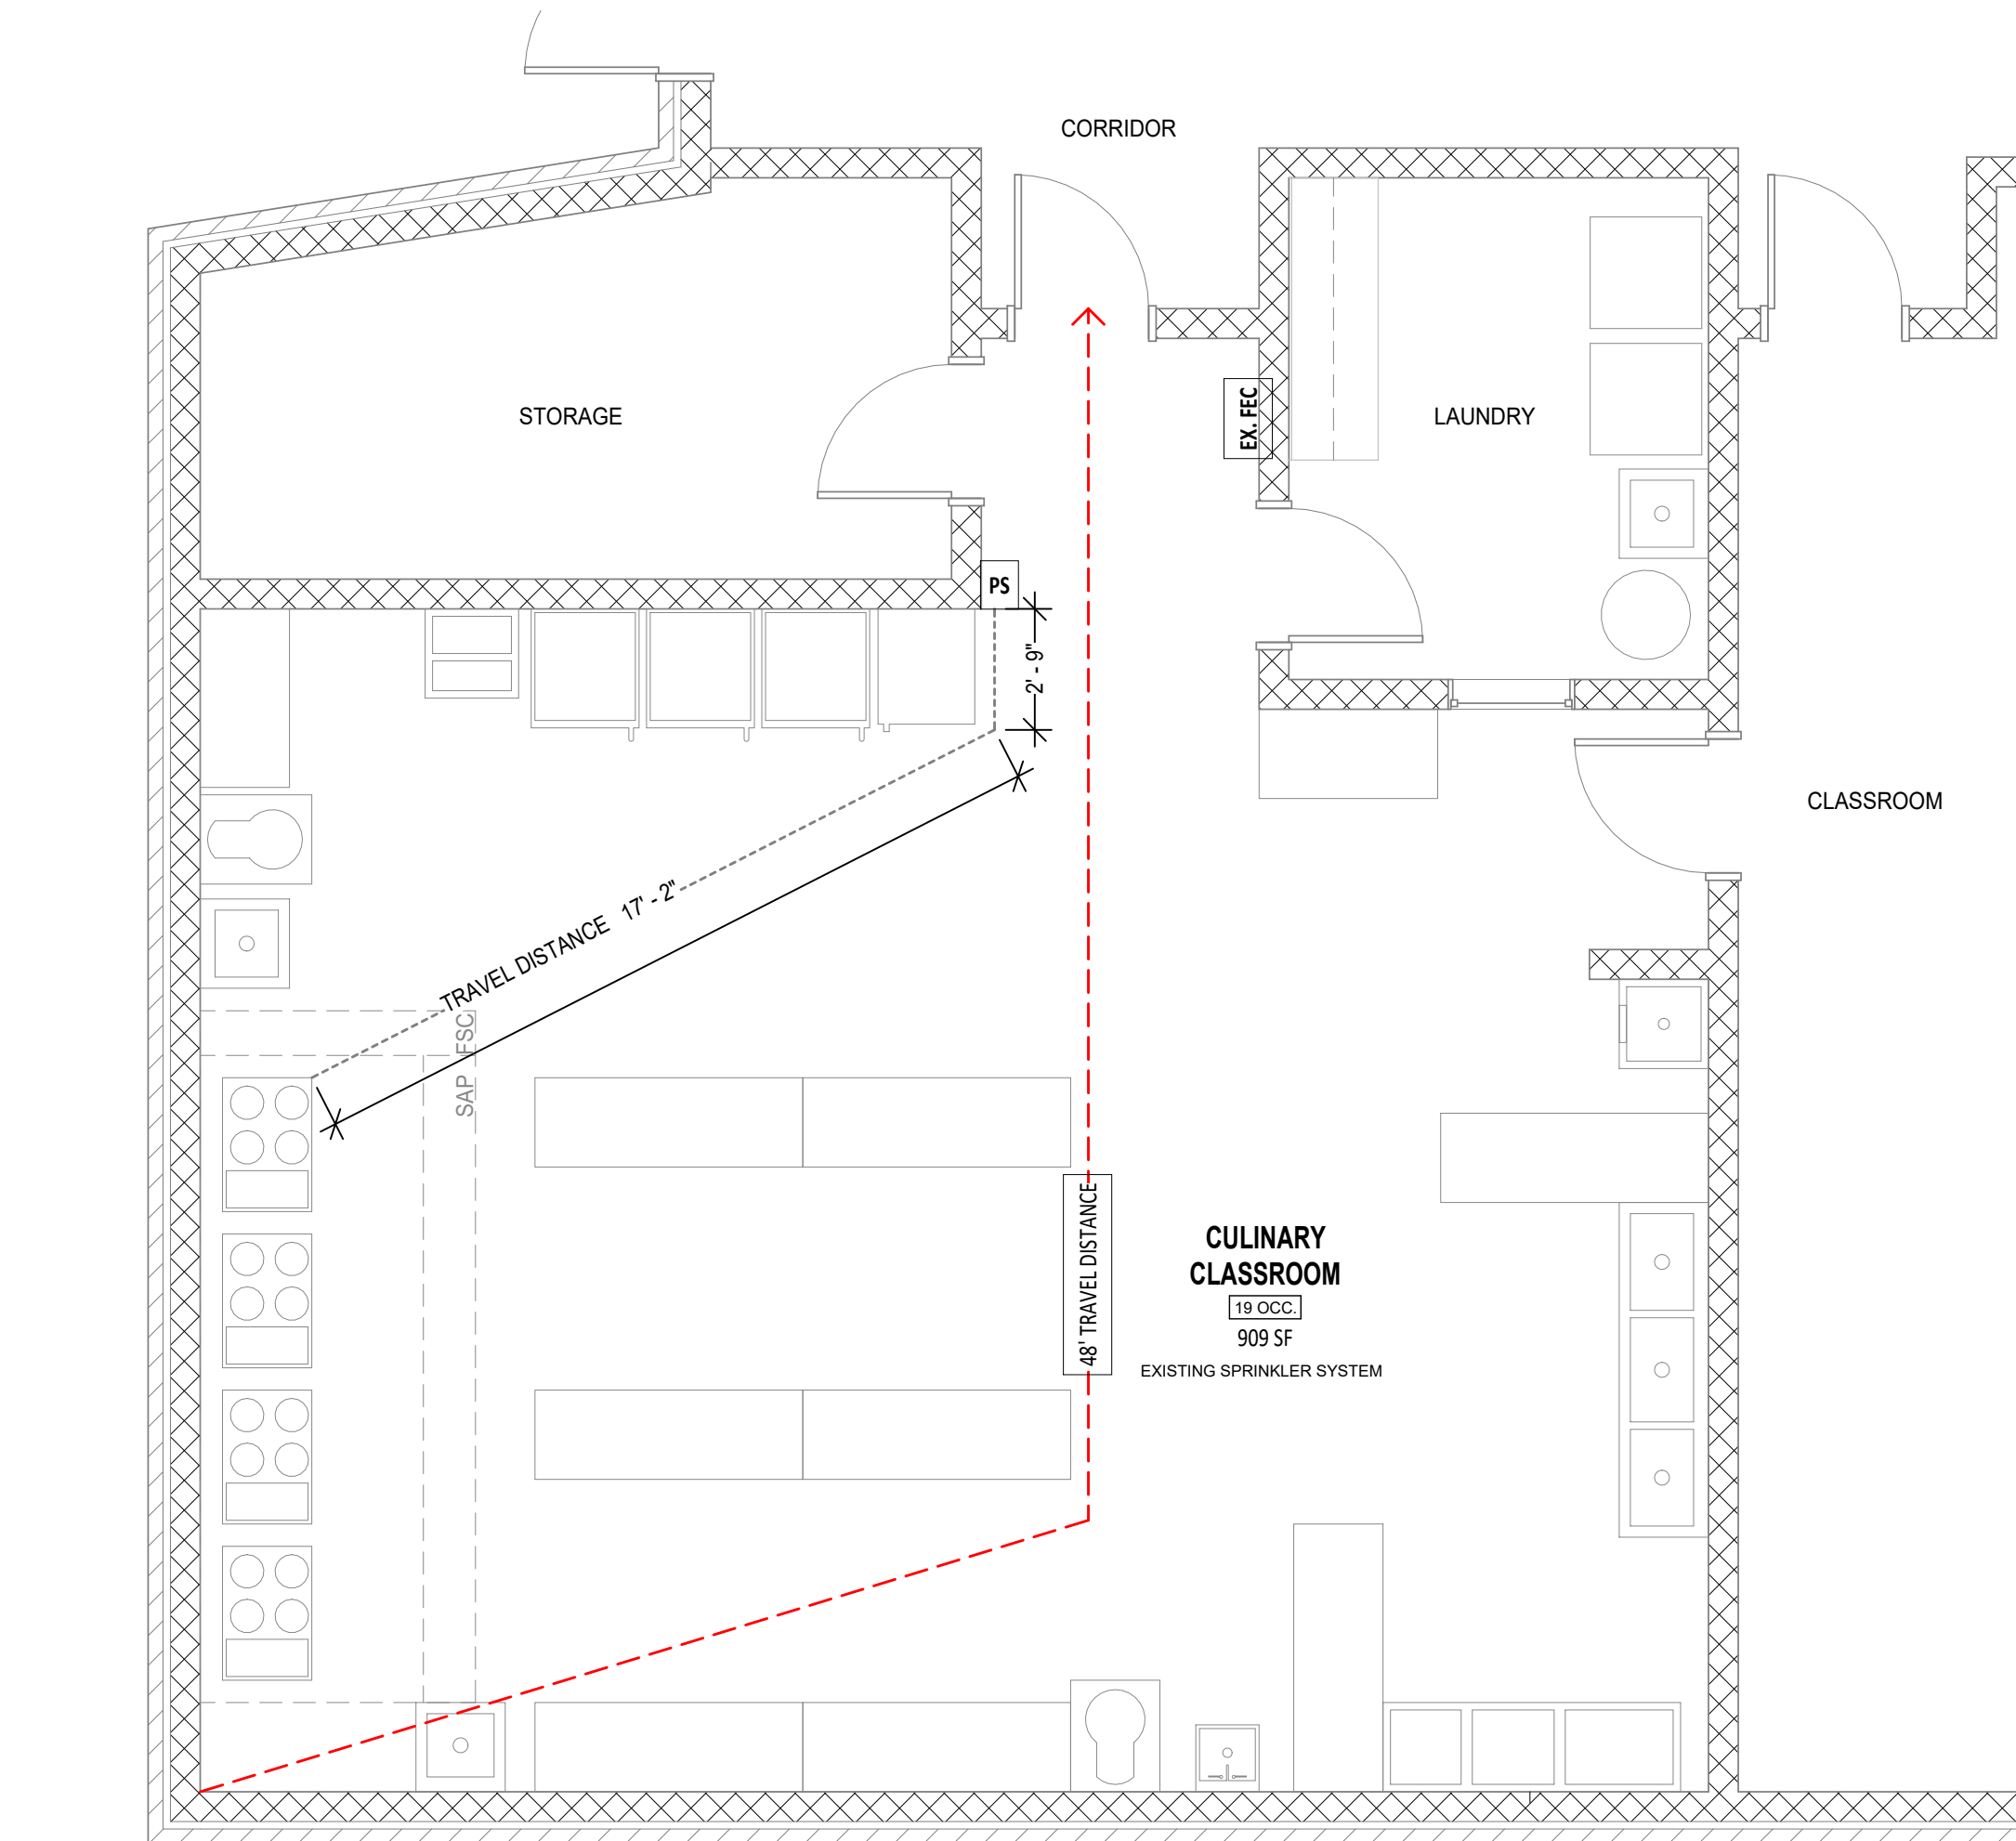 CORRIDOR
STORAGE
EX. FEC
LAUNDRY
PS
2' - 9"
CLASSROOM
TRAVEL DISTANCE 17' - 2"
SAP FSC
48' TRAVEL DISTANCE
CULINARY
CLASSROOM
19 OCC.
909 SF
EXISTING SPRINKLER SYSTEM